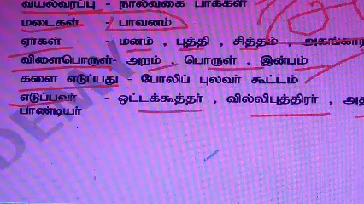 வயல்வரப்பு - நால்வகை பாக்கள்
மடைகள் - பாவனம்
ஏர்கள் - மனம் , புத்தி , சித்தம் , அகங்கார
விளைபொருள்- அறம் , பொருள் , இன்பம்
களை எடுப்பது - போலிப் புலவர் கூட்டம்
எடுப்பவர் - ஒட்டக்கூத்தர் , வில்லிபுத்திரர் , அத
பாண்டியர்